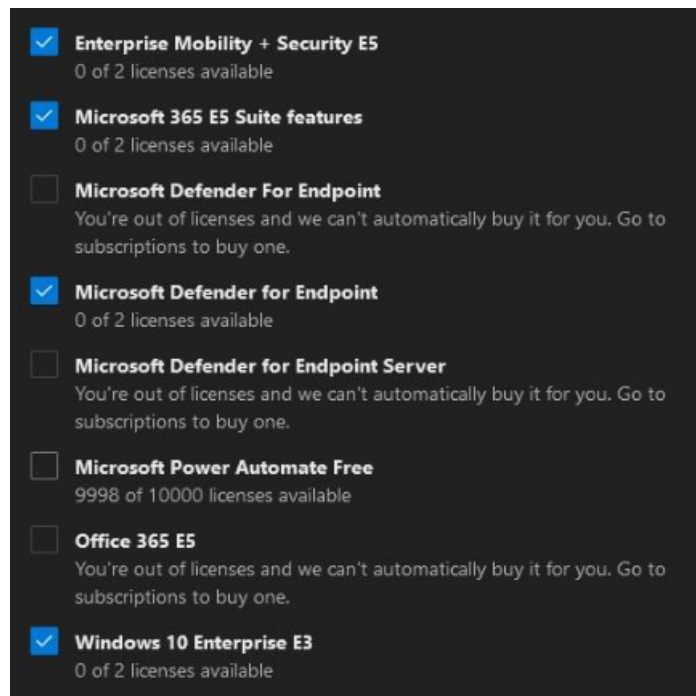 Enterprise Mobility + Security E5
0 of 2 licenses available
Microsoft 365 E5 Suite features
0 of 2 licenses available
Microsoft Defender For Endpoint
You're out of licenses and we can't automatically buy it for you. Go to
subscriptions to buy one.
Microsoft Defender for Endpoint
0 of 2 licenses available
Microsoft Defender for Endpoint Server
You're out of licenses and we can't automatically buy it for you. Go to
subscriptions to buy one.
Microsoft Power Automate Free
9998 of 10000 licenses available
Office 365 E5
You're out of licenses and we can't automatically buy it for you. Go to
subscriptions to buy one.
Windows 10 Enterprise E3
0 of 2 licenses available